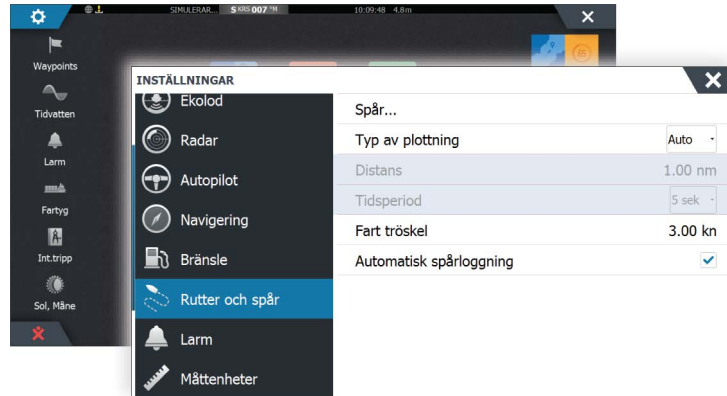 SIMULERAR... S KRS 007 °M 10:09:48 4.8m
Waypoints
Tidvatten
Larm
Fartyg
Int.tripp
Sol, Måne
INSTÄLLNINGAR
Ekolod
Radar
Autopilot
Navigering
Bränsle
Rutter och spår
Larm
Måttenheter
Spår...
Typ av plottning Auto
Distans 1.00 nm
Tidsperiod 5 sek
Fart tröskel 3.00 kn
Automatisk spårloggning